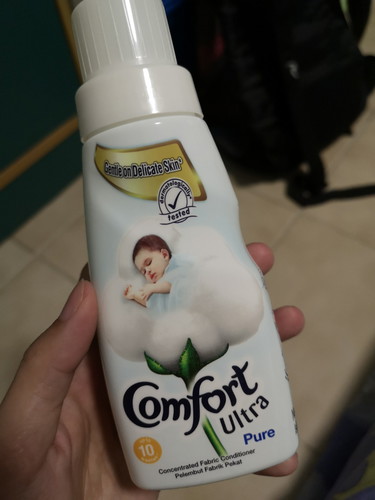 Gentle on Delicate Skin*
dermatologically
tested
Comfort
Ultra
Pure
10
Concentrated Fabric Conditioner
Pelembut Fabrik Pekat